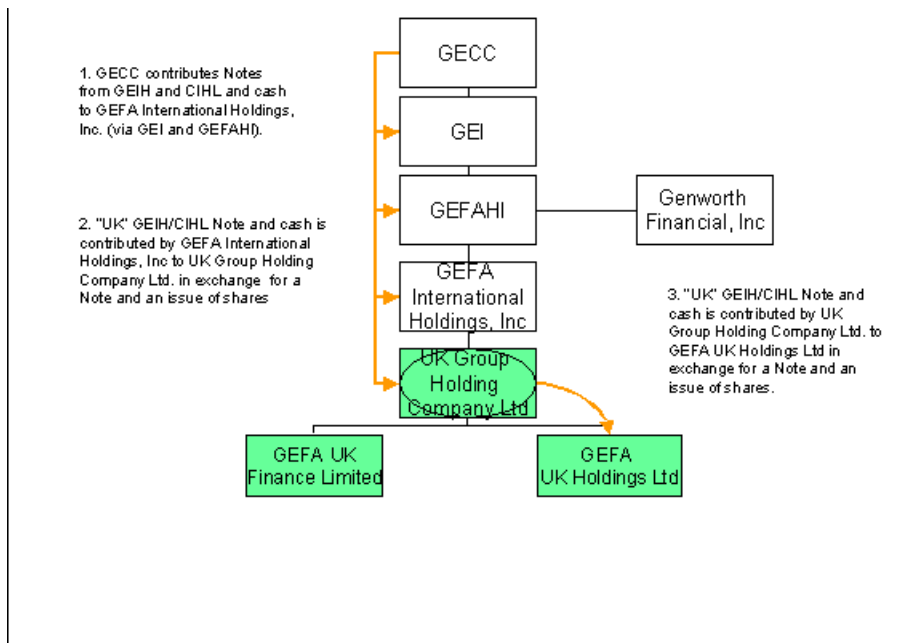 GECC
1. GECC contributes Notes
from GEIH and CIHL and cash
to GEFA International Holdings,
Inc. (via GEI and GEFAHI).
GEI
GEFAHI
Genworth
Financial, Inc
2. "UK" GEIH/CIHL Note and cash is
contributed by GEFA International
Holdings, Inc to UK Group Holding
Company Ltd. in exchange for a
Note and an issue of shares
GEFA
International
Holdings, Inc
3. "UK" GEIH/CIHL Note and
cash is contributed by UK
Group Holding Company Ltd. to
GEFA UK Holdings Ltd in
exchange for a Note and an
issue of shares.
UK Group
Holding
Company Ltd
GEFA UK
Finance Limited
GEFA
UK Holdings Ltd